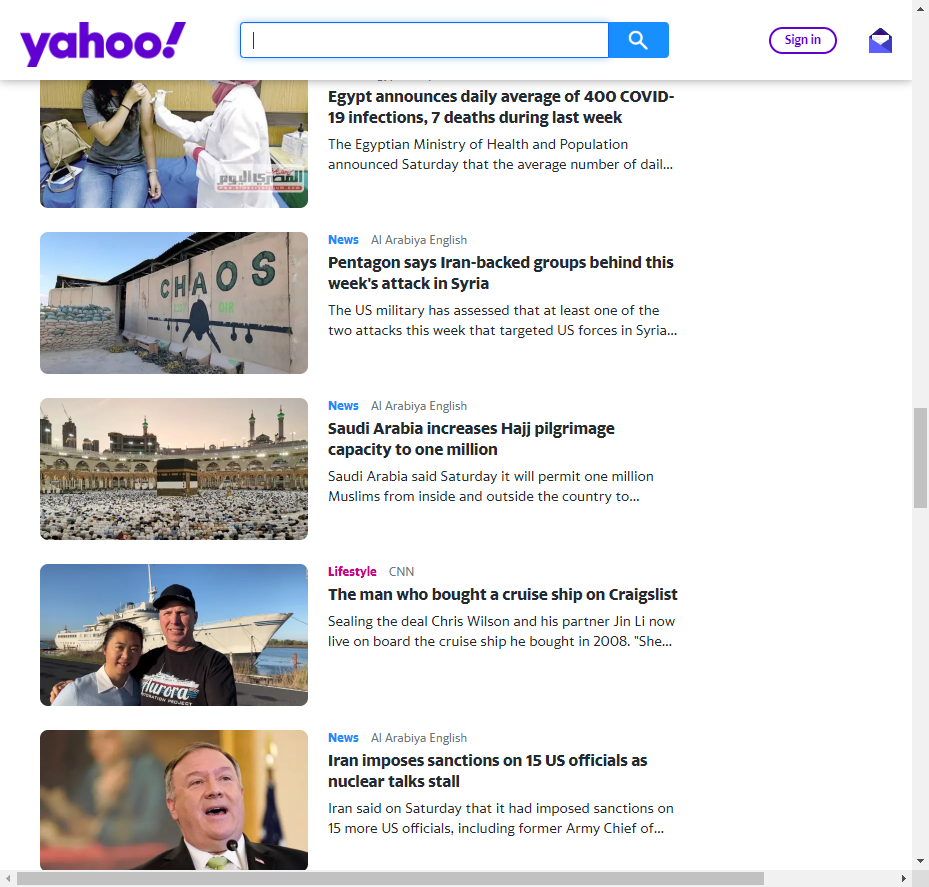 yahoo!
Sign in
Egypt announces daily average of 400 COVID-
19 infections, 7 deaths during last week
The Egyptian Ministry of Health and Population
announced Saturday that the average number of dail...
المصري اليوم
News Al Arabiya English
Pentagon says Iran-backed groups behind this
week's attack in Syria
The US military has assessed that at least one of the
two attacks this week that targeted US forces in Syria...
CHAOS
OIR
News Al Arabiya English
Saudi Arabia increases Hajj pilgrimage
capacity to one million
Saudi Arabia said Saturday it will permit one million
Muslims from inside and outside the country to...
Lifestyle CNN
The man who bought a cruise ship on Craigslist
Sealing the deal Chris Wilson and his partner Jin Li now
live on board the cruise ship he bought in 2008. "She...
Aurora
RESTORATION PROJECT
News Al Arabiya English
Iran imposes sanctions on 15 US officials as
nuclear talks stall
Iran said on Saturday that it had imposed sanctions on
15 more US officials, including former Army Chief of...